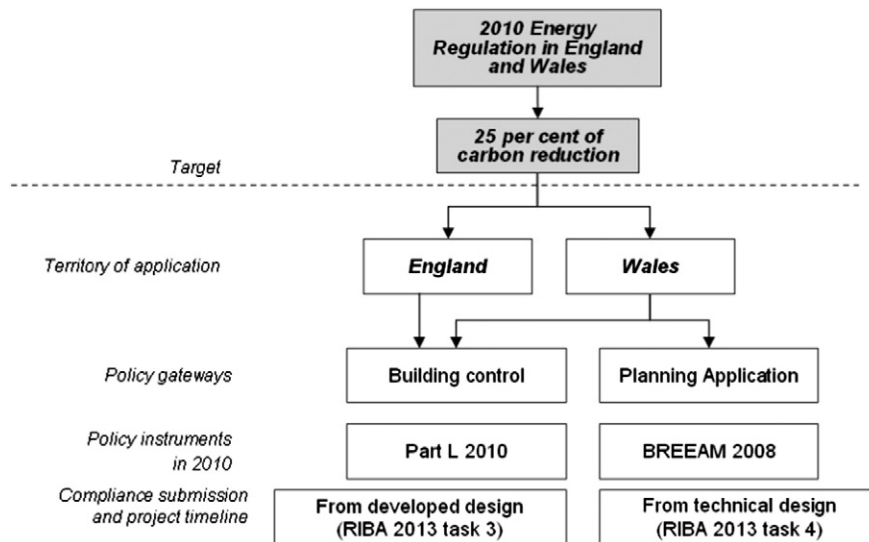 2010 Energy
Regulation in England
and Wales
25 per cent of
carbon reduction
Target
Territory of application
England
Wales
Policy gateways
Building control
Planning Application
Policy instruments
in 2010
Part L 2010
BREEAM 2008
Compliance submission
and project timeline
From developed design
(RIBA 2013 task 3)
From technical design
(RIBA 2013 task 4)